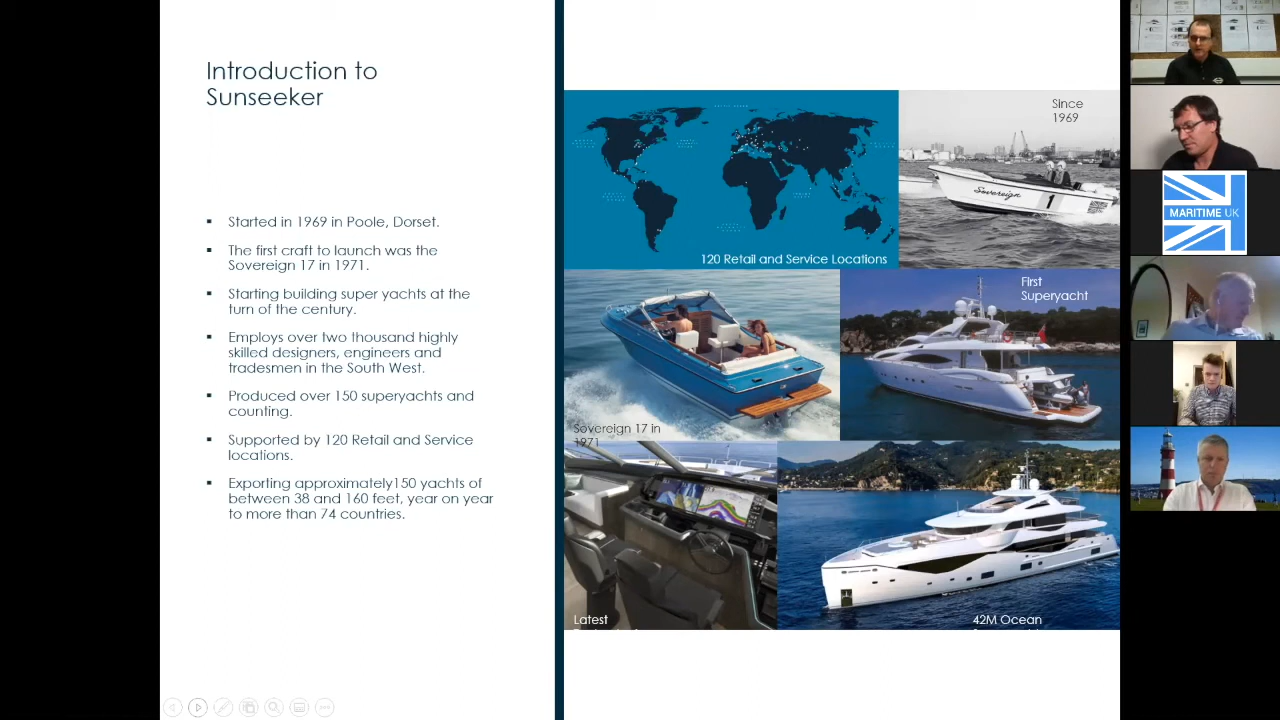 Introduction to
Sunseeker
Started in 1969 in Poole, Dorset.
The first craft to launch was the
Sovereign 17 in 1971.
Starting building super yachts at the
turn of the century.
Employs over two thousand highly
skilled designers, engineers and
tradesmen in the South West.
Produced over 150 superyachts and
counting.
Supported by 120 Retail and Service
locations.
Exporting approximately150 yachts of
between 38 and 160 feet, year on year
to more than 74 countries.
120 Retail and Service Locations
Since
1969
Sovereign
1
Sovereign 17 in
1971
First
Superyacht
Latest
42M Ocean
MARITIME UK